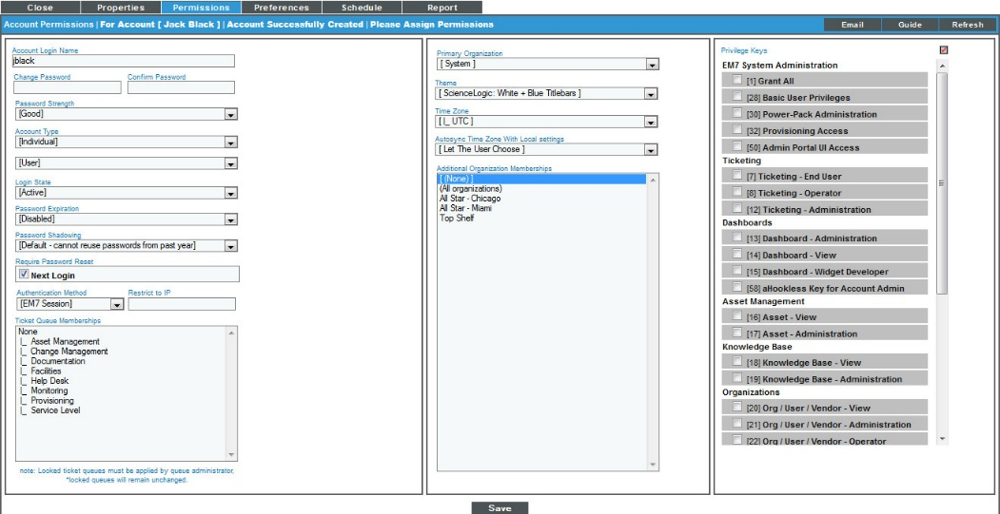 Close Properties Permissions Preferences Schedule Report
Account Permissions | For Account [ Jack Black ] | Account Successfully Created | Please Assign Permissions Email Guide Refresh
Account Login Name
jblack
Change Password Confirm Password
Password Strength
[Good]
Account Type
[Individual]
[User]
Login State
[Active]
Password Expiration
[Disabled]
Password Shadowing
[Default - cannot reuse passwords from past year]
Require Password Reset
Next Login
Authentication Method Restrict to IP
[EM7 Session]
Ticket Queue Memberships
None
|_ Asset Management
|_ Change Management
|_ Documentation
|_ Facilities
|_ Help Desk
|_ Monitoring
|_ Provisioning
|_ Service Level
note: Locked ticket queues must be applied by queue administrator.
*locked queues will remain unchanged.
Primary Organization
[ System ]
Theme
[ ScienceLogic: White + Blue Titlebars ]
Time Zone
[ |_ UTC ]
Autosync Time Zone With Local settings
[ Let The User Choose ]
Additional Organization Memberships
[ (None) ]
(All organizations)
All Star - Chicago
All Star - Miami
Top Shelf
Privilege Keys
EM7 System Administration
[1] Grant All
[28] Basic User Privileges
[30] Power-Pack Administration
[32] Provisioning Access
[50] Admin Portal UI Access
Ticketing
[7] Ticketing - End User
[8] Ticketing - Operator
[12] Ticketing - Administration
Dashboards
[13] Dashboard - Administration
[14] Dashboard - View
[15] Dashboard - Widget Developer
[58] aHookless Key for Account Admin
Asset Management
[16] Asset - View
[17] Asset - Administration
Knowledge Base
[18] Knowledge Base - View
[19] Knowledge Base - Administration
Organizations
[20] Org / User / Vendor - View
[21] Org / User / Vendor - Administration
[22] Org / User / Vendor - Operator
Save